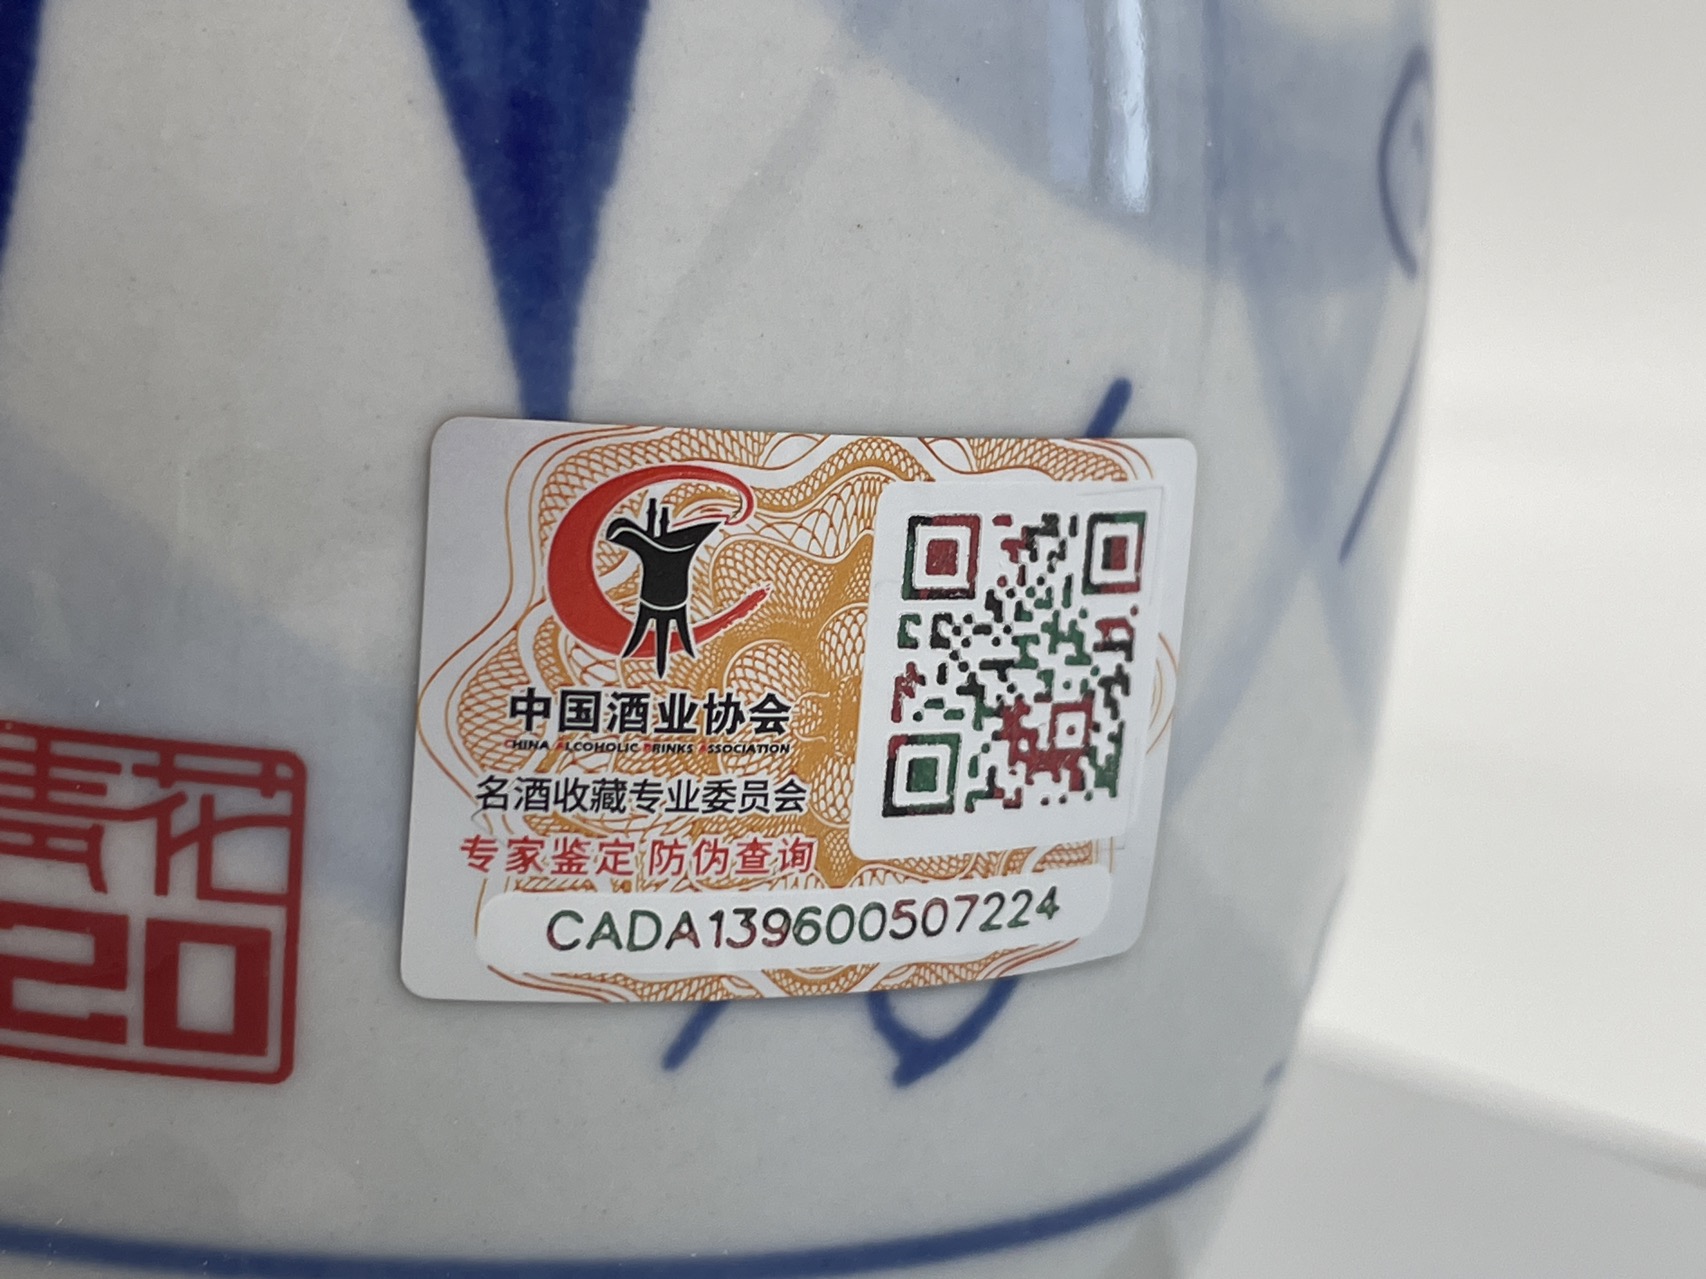 中国酒业协会
CHINA ALCOHOLIC DRINKS ASSOCIATION
名酒收藏专业委员会
专家鉴定 防伪查询
CADA139600507224
青花
20